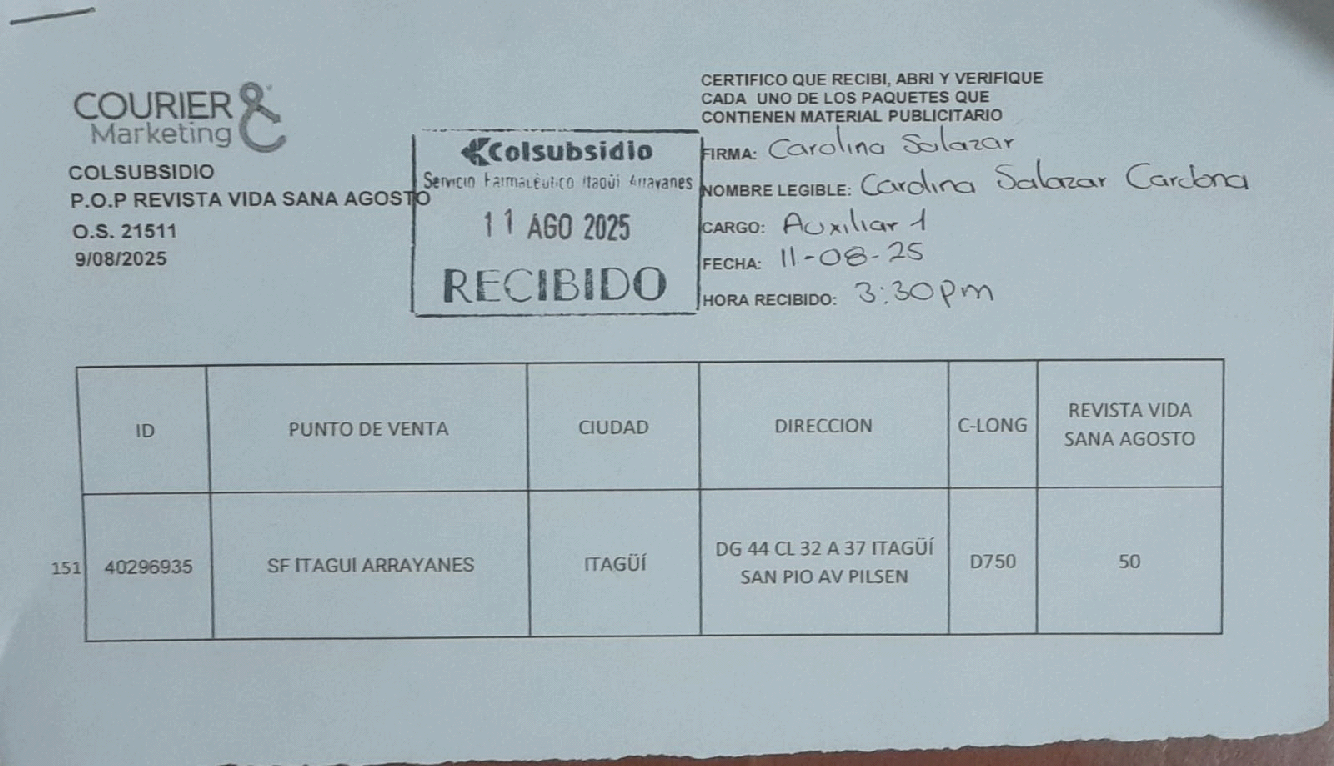 COURIER &
Marketing
COLSUBSIDIO
P.O.P REVISTA VIDA SANA AGOSTO
O.S. 21511
9/08/2025
Colsubsidio
Servicio Farmacéutico Itagüi Arrayanes
11 AGO 2025
RECIBIDO
CERTIFICO QUE RECIBI, ABRI Y VERIFIQUE
CADA UNO DE LOS PAQUETES QUE
CONTIENEN MATERIAL PUBLICITARIO
FIRMA: Carolina Salazar
NOMBRE LEGIBLE: Carolina Salazar Cardona
CARGO: Auxiliar 1
FECHA: 11-08-25
HORA RECIBIDO: 3:30pm
ID PUNTO DE VENTA CIUDAD DIRECCION C-LONG REVISTA VIDA
SANA AGOSTO
151 40296935 SF ITAGUI ARRAYANES ITAGÜÍ DG 44 CL 32 A 37 ITAGÜÍ D750 50
SAN PIO AV PILSEN